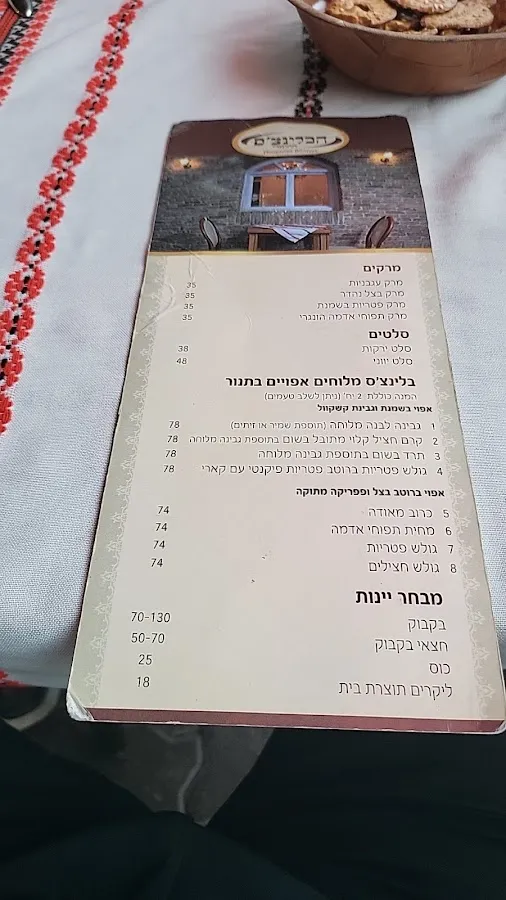 הבלינצ'ס
מרקים
מרק עגבניות 35
מרק בצל נהדר 35
מרק פטריות בשמנת 35
מרק תפוחי אדמה הונגרי 35
סלטים
סלט ירקות 38
סלט יווני 48
בלינצ'ס מלוחים אפויים בתנור
המנה כוללת 2 יח' (ניתן לשלב טעמים)
אפוי בשמנת וגבינת קשקוול
1 גבינה לבנה מלוחה (תוספת שמיר או זיתים) 78
2 קרם חציל קלוי מתובל בשום בתוספת גבינה מלוחה 78
3 תרד בשום בתוספת גבינה מלוחה 78
4 גולש פטריות ברוטב פטריות פיקנטי עם קארי 78
אפוי ברוטב בצל ופפריקה מתוקה
5 כרוב מאודה 74
6 מחית תפוחי אדמה 74
7 גולש פטריות 74
8 גולש חצילים 74
מבחר יינות
בקבוק 70-130
חצאי בקבוק 50-70
כוס 25
ליקרים תוצרת בית 18